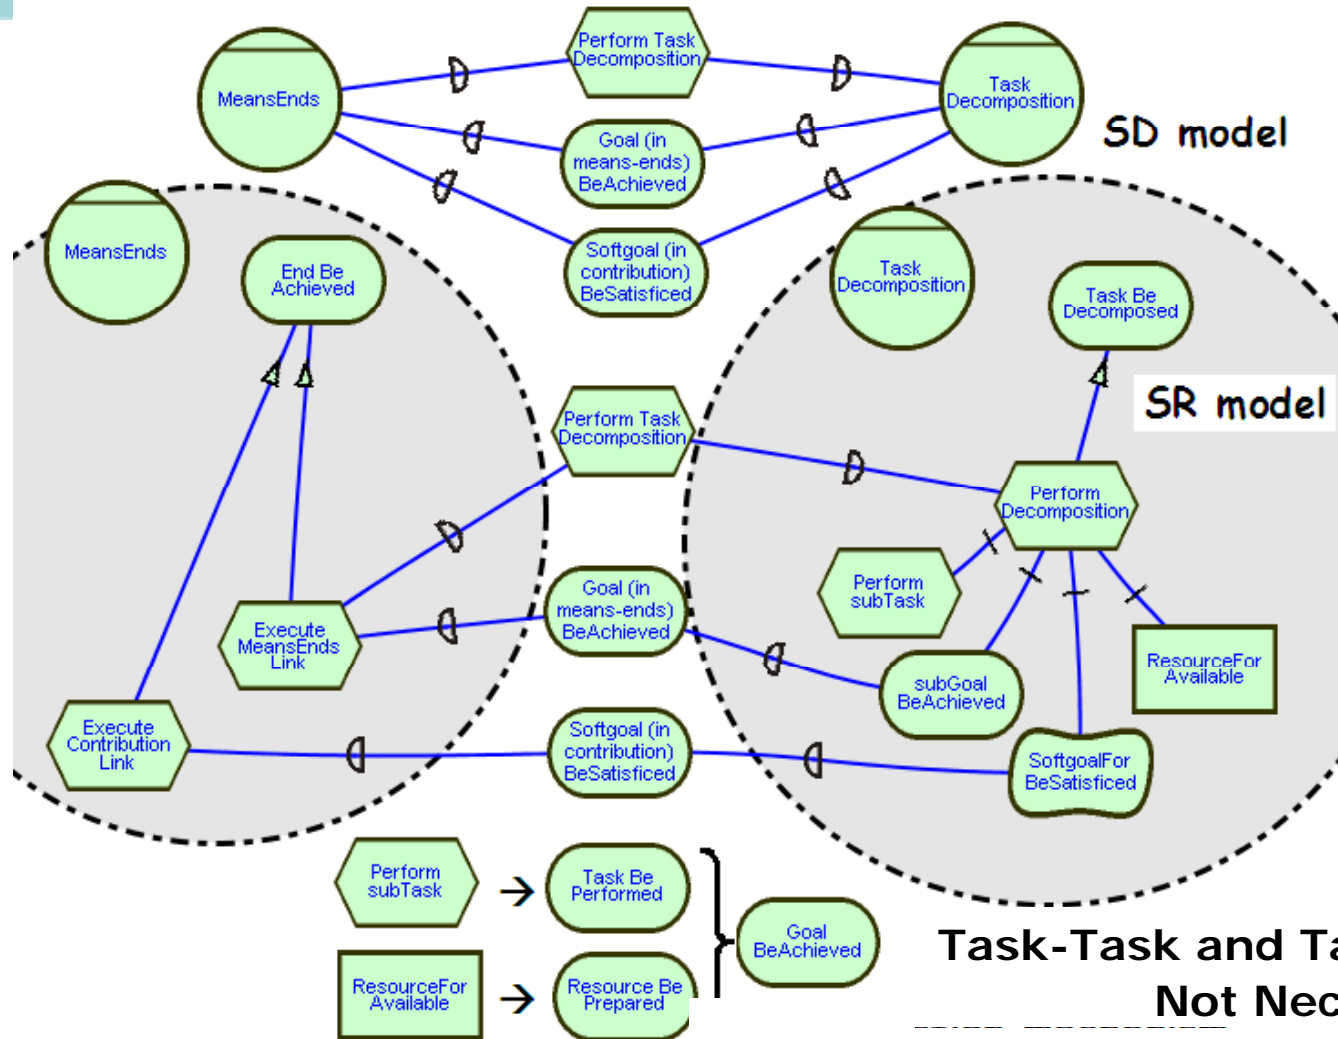 Perform Task
Decomposition
MeansEnds
Task
Decomposition
SD model
Goal (in
means-ends)
BeAchieved
Softgoal (in
contribution)
BeSatisficed
MeansEnds
End Be
Achieved
Task
Decomposition
Task Be
Decomposed
SR model
Perform Task
Decomposition
Perform
Decomposition
Perform
subTask
Goal (in
means-ends)
BeAchieved
Execute
MeansEnds
Link
subGoal
BeAchieved
ResourceFor
Available
Execute
Contribution
Link
Softgoal (in
contribution)
BeSatisficed
SoftgoalFor
BeSatisficed
Perform
subTask
Task Be
Performed
Goal
BeAchieved
ResourceFor
Available
Resource Be
Prepared
Task-Task and Ta
Not Nec